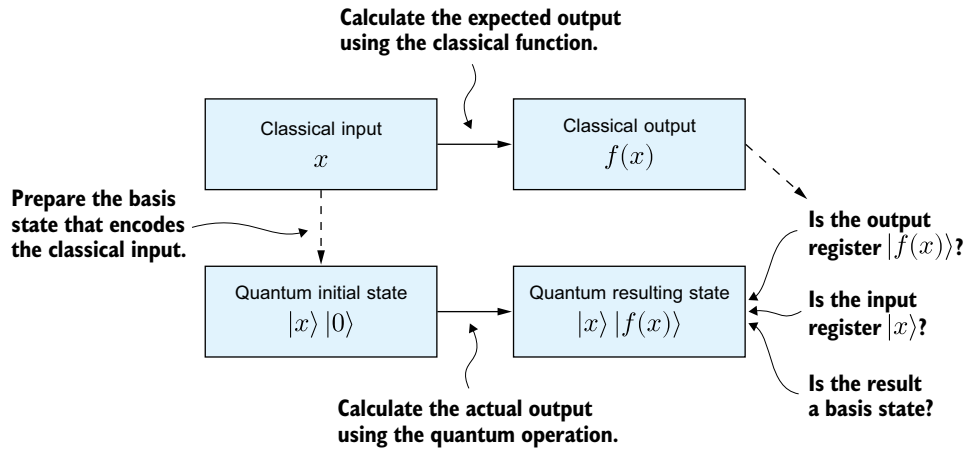 Calculate the expected output
using the classical function.
Classical input
x
Classical output
f(x)
Prepare the basis
state that encodes
the classical input.
Is the output
register |f(x)⟩?
Quantum initial state
|x⟩ |0⟩
Quantum resulting state
|x⟩ |f(x)⟩
Is the input
register |x⟩?
Is the result
a basis state?
Calculate the actual output
using the quantum operation.